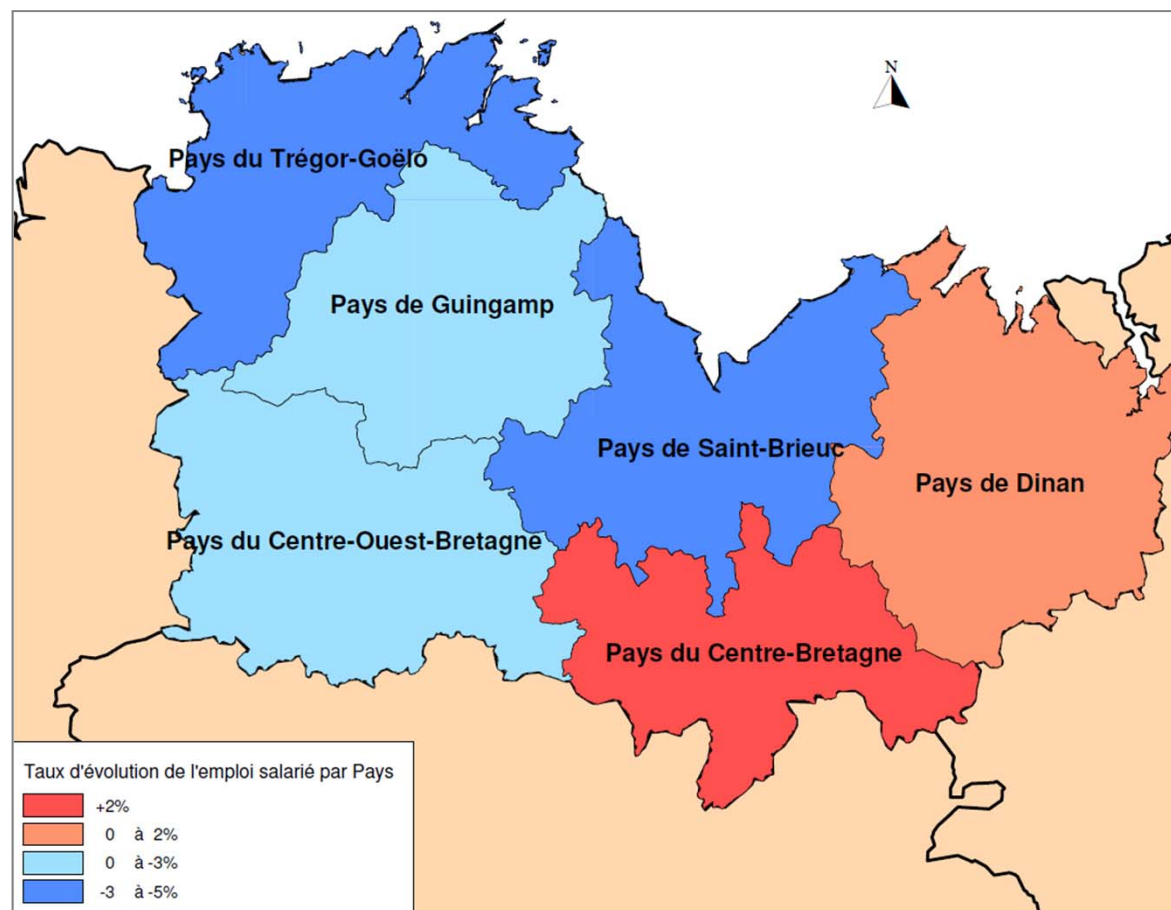 N
Pays du Trégor-Goëlo
Pays de Guingamp
Pays de Saint-Brieuc
Pays de Dinan
Pays du Centre-Ouest-Bretagne
Pays du Centre-Bretagne
Taux d'évolution de l'emploi salarié par Pays
+2%
0 à 2%
0 à -3%
-3 à -5%